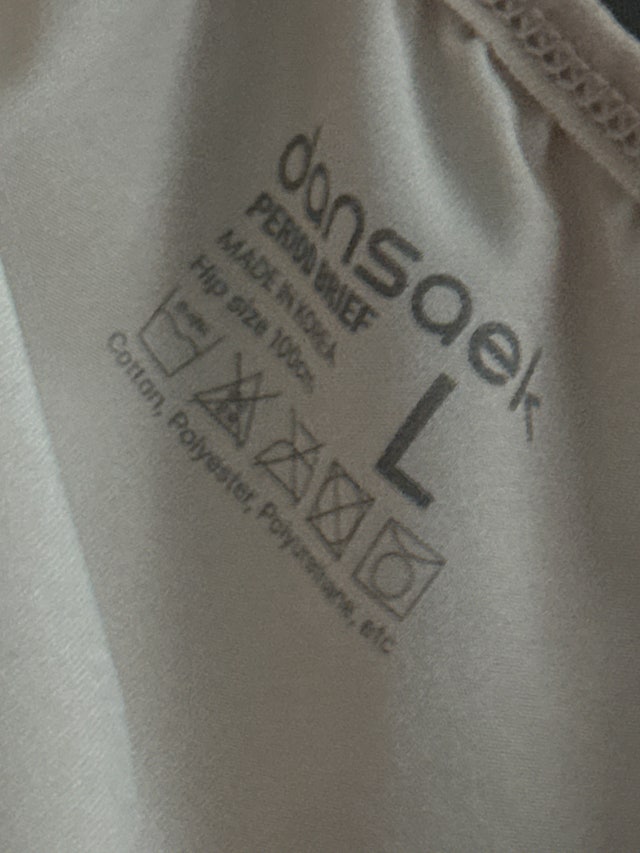 dansaek
PERIOD BRIEF
MADE IN KOREA
Hip size 100cm
L
Cotton, Polyester, Polyurethane, etc